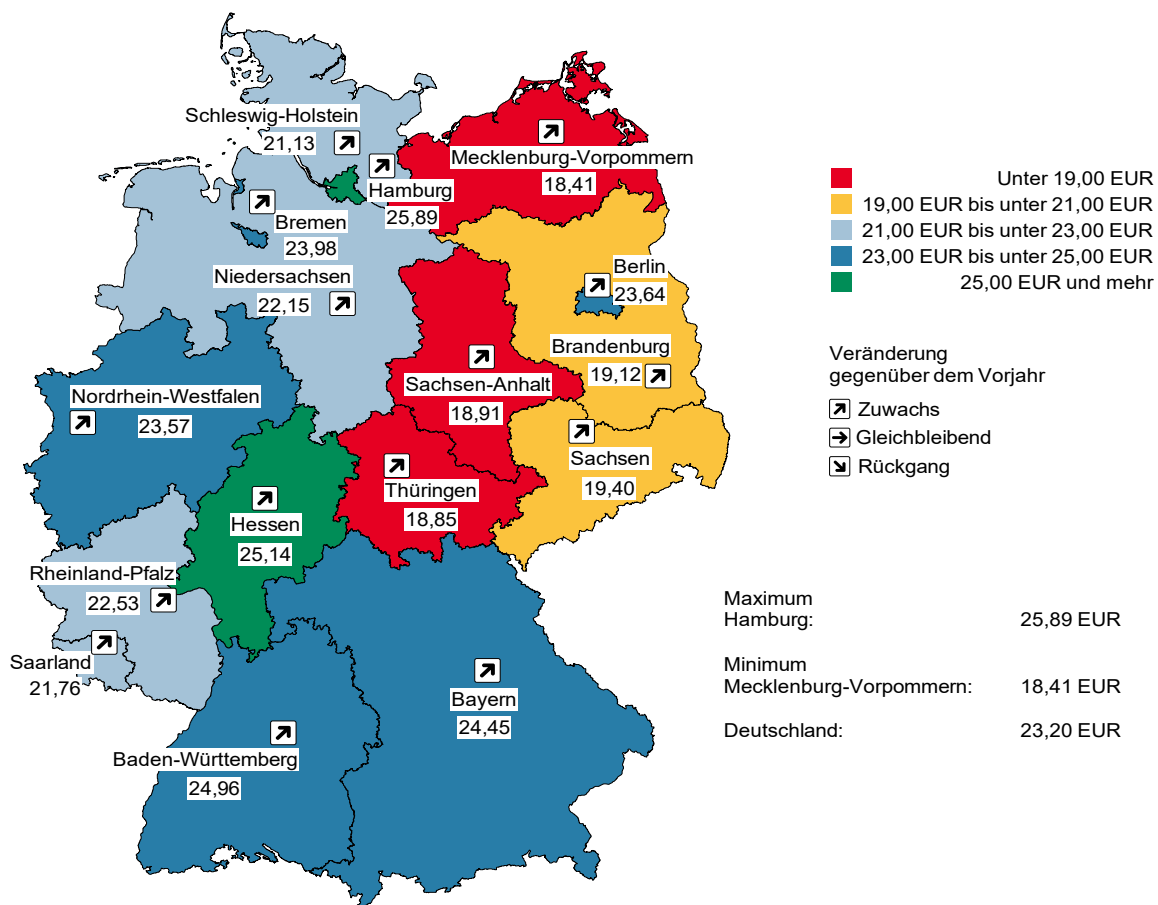 Schleswig-Holstein
21,13
Mecklenburg-Vorpommern
18,41
Hamburg
25,89
Bremen
23,98
Niedersachsen
22,15
Berlin
23,64
Brandenburg
19,12
Sachsen-Anhalt
18,91
Nordrhein-Westfalen
23,57
Sachsen
19,40
Thüringen
18,85
Hessen
25,14
Rheinland-Pfalz
22,53
Saarland
21,76
Bayern
24,45
Baden-Württemberg
24,96
Unter 19,00 EUR
19,00 EUR bis unter 21,00 EUR
21,00 EUR bis unter 23,00 EUR
23,00 EUR bis unter 25,00 EUR
25,00 EUR und mehr
Veränderung
gegenüber dem Vorjahr
Zuwachs
Gleichbleibend
Rückgang
Maximum
Hamburg: 25,89 EUR
Minimum
Mecklenburg-Vorpommern: 18,41 EUR
Deutschland: 23,20 EUR